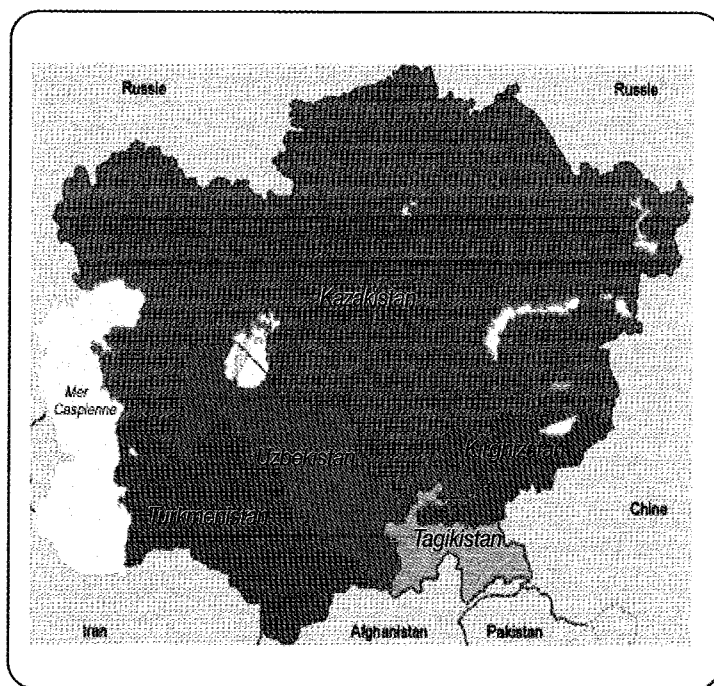 Russie
Russie
Kazakistan
Mer
Caspienne
Uzbekistan
Kirghizstan
Turkmenistan
Tagikistan
Chine
Iran
Afghanistan
Pakistan